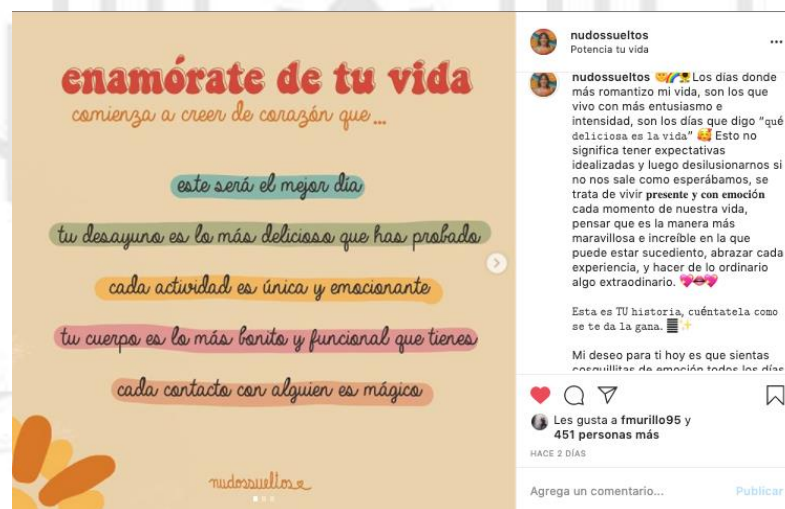 enamórate de tu vida
comienza a creer de corazón que ...
este será el mejor día
tu desayuno es lo más delicioso que has probado
cada actividad es única y emocionante
tu cuerpo es lo más bonito y funcional que tienes
cada contacto con alguien es mágico
nudossueltos
nudossueltos
Potencia tu vida
nudossueltos 😁🌈👩 Los días donde
más romantizo mi vida, son los que
vivo con más entusiasmo e
intensidad, son los días que digo “qué
deliciosa es la vida” 🥰 Esto no
significa tener expectativas
idealizadas y luego desilusionarnos si
no nos sale como esperábamos, se
trata de vivir presente y con emoción
cada momento de nuestra vida,
pensar que es la manera más
maravillosa e increíble en la que
puede estar sucediento, abrazar cada
experiencia, y hacer de lo ordinario
algo extraodinario. 💖👄💖
Esta es TU historia, cuéntatela como
se te da la gana. ✨
Mi deseo para ti hoy es que sientas
cosquillitas de emoción todos los días
Les gusta a fmurillo95 y
451 personas más
HACE 2 DÍAS
Agrega un comentario...
Publicar